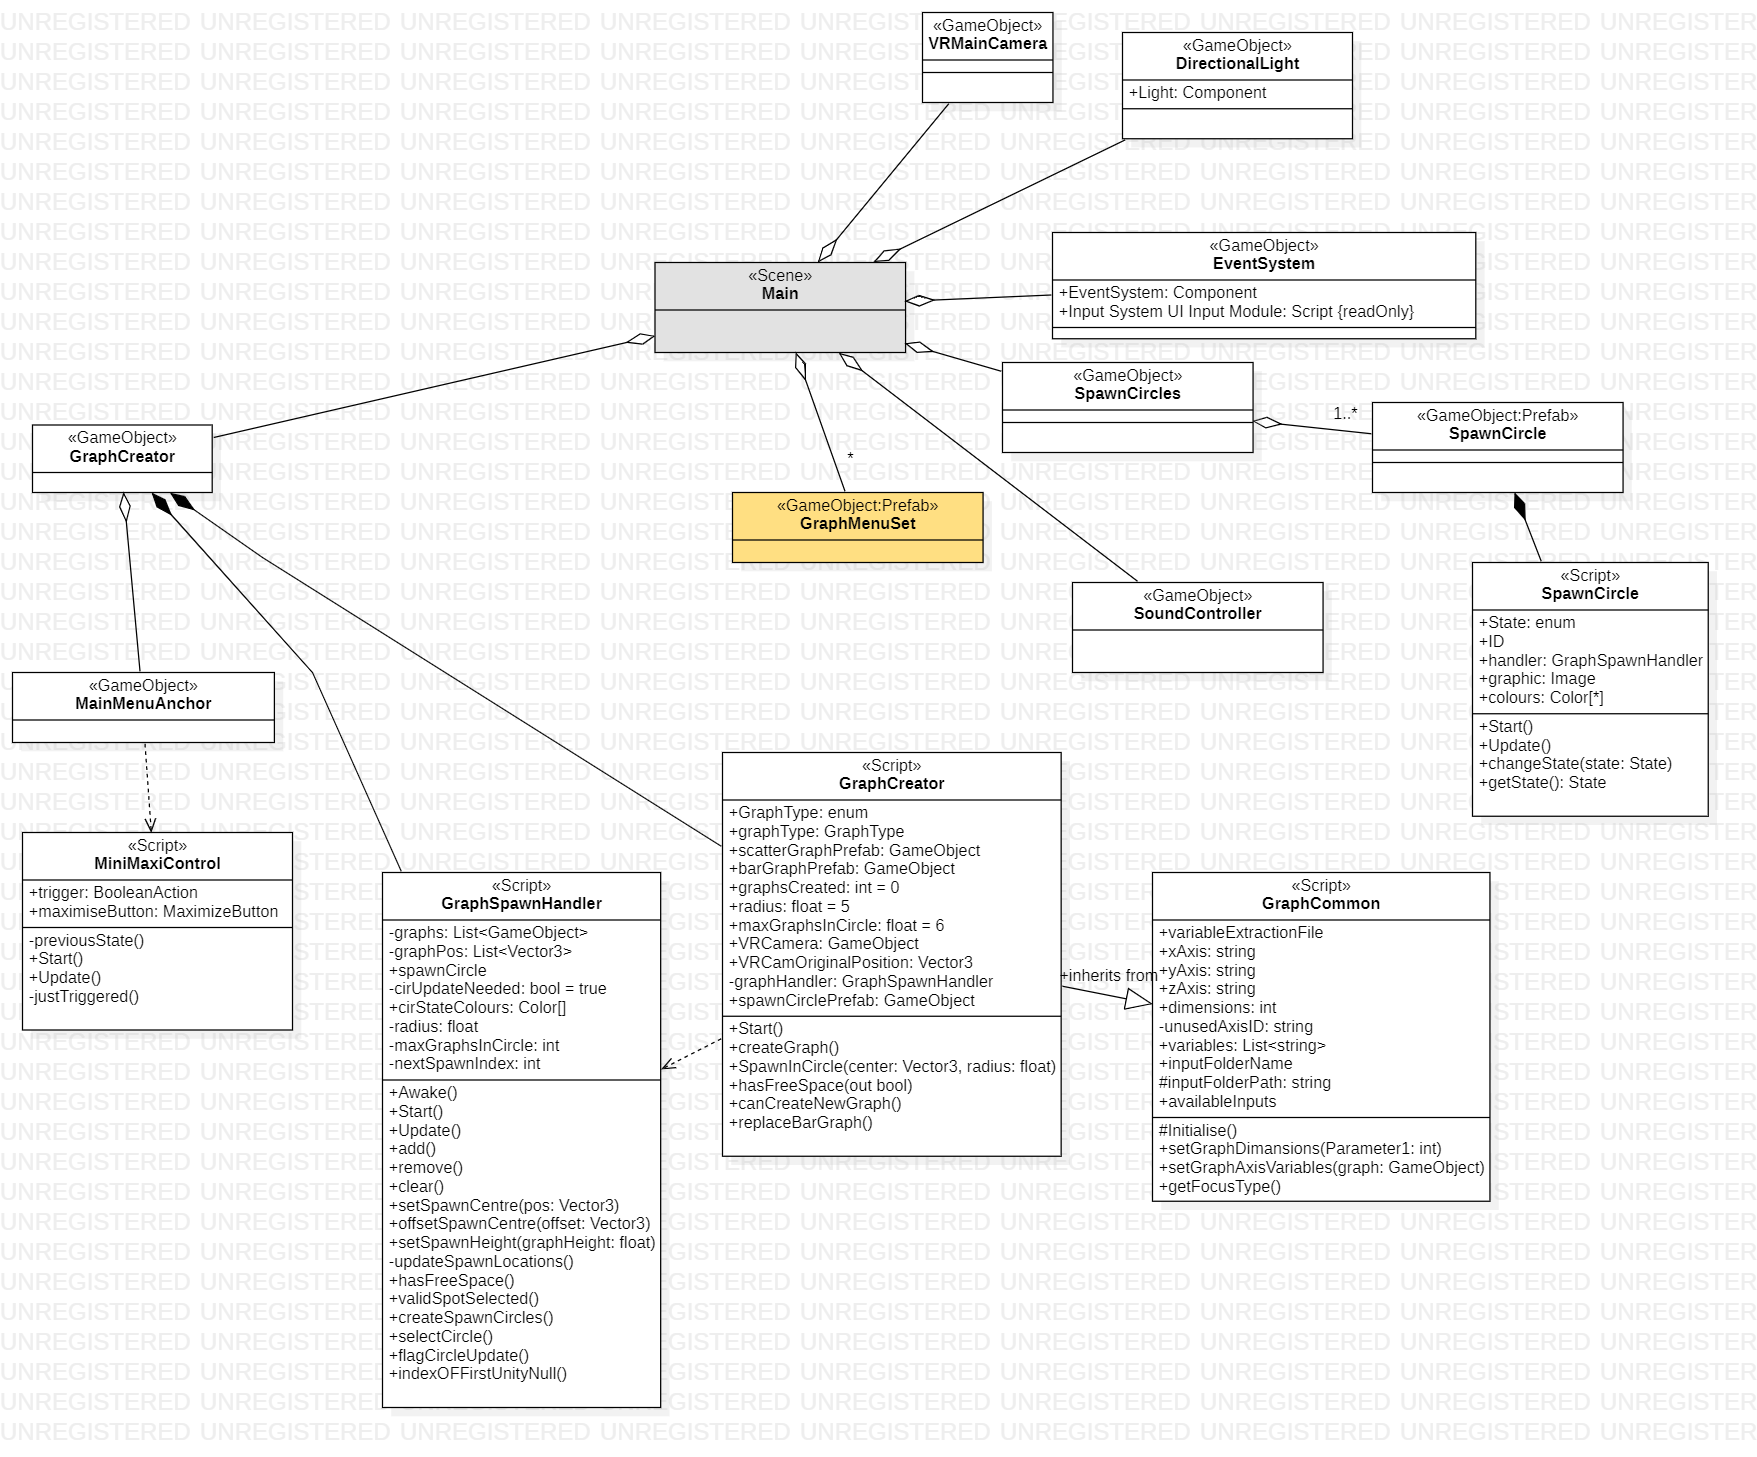 «GameObject»
VRMainCamera
«GameObject»
DirectionalLight
+Light: Component
«Scene»
Main
«GameObject»
EventSystem
+EventSystem: Component
+Input System UI Input Module: Script {readOnly}
«GameObject»
SpawnCircles
1..*
«GameObject:Prefab»
SpawnCircle
«GameObject»
GraphCreator
*
«GameObject:Prefab»
GraphMenuSet
«GameObject»
SoundController
«Script»
SpawnCircle
+State: enum
+ID
+handler: GraphSpawnHandler
+graphic: Image
+colours: Color[*]
+Start()
+Update()
+changeState(state: State)
+getState(): State
«GameObject»
MainMenuAnchor
«Script»
MiniMaxiControl
+trigger: BooleanAction
+maximiseButton: MaximizeButton
-previousState()
+Start()
+Update()
-justTriggered()
«Script»
GraphSpawnHandler
-graphs: List<GameObject>
-graphPos: List<Vector3>
+spawnCircle
-cirUpdateNeeded: bool = true
+cirStateColours: Color[]
-radius: float
-maxGraphsInCircle: int
-nextSpawnIndex: int
+Awake()
+Start()
+Update()
+add()
+remove()
+clear()
+setSpawnCentre(pos: Vector3)
+offsetSpawnCentre(offset: Vector3)
+setSpawnHeight(graphHeight: float)
-updateSpawnLocations()
+hasFreeSpace()
+validSpotSelected()
+createSpawnCircles()
+selectCircle()
+flagCircleUpdate()
+indexOFFirstUnityNull()
«Script»
GraphCreator
+GraphType: enum
+graphType: GraphType
+scatterGraphPrefab: GameObject
+barGraphPrefab: GameObject
+graphsCreated: int = 0
+radius: float = 5
+maxGraphsInCircle: float = 6
+VRCamera: GameObject
+VRCamOriginalPosition: Vector3
-graphHandler: GraphSpawnHandler
+spawnCirclePrefab: GameObject
+Start()
+createGraph()
+SpawnInCircle(center: Vector3, radius: float)
+hasFreeSpace(out bool)
+canCreateNewGraph()
+replaceBarGraph()
+inherits from
«Script»
GraphCommon
+variableExtractionFile
+xAxis: string
+yAxis: string
+zAxis: string
+dimensions: int
-unusedAxisID: string
+variables: List<string>
+inputFolderName
#inputFolderPath: string
+availableInputs
#Initialise()
+setGraphDimansions(Parameter1: int)
+setGraphAxisVariables(graph: GameObject)
+getFocusType()
UNREGISTERED